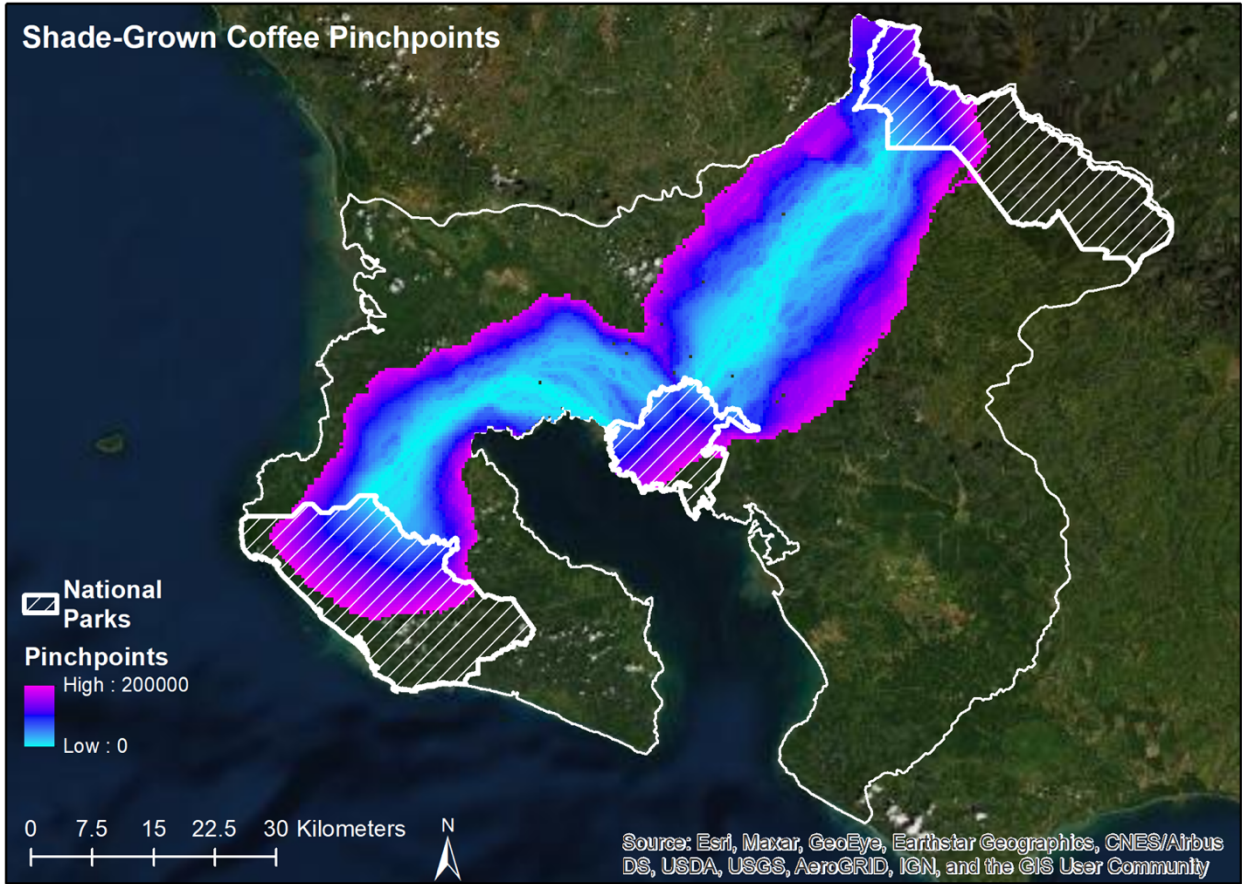 Shade-Grown Coffee Pinchpoints
National
Parks
Pinchpoints
High : 200000
Low : 0
0 7.5 15 22.5 30 Kilometers
N
Source: Esri, Maxar, GeoEye, Earthstar Geographics, CNES/Airbus
DS, USDA, USGS, AeroGRID, IGN, and the GIS User Community